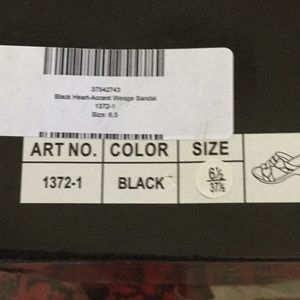 37542743
Black Heart-Accent Wedge Sandal
1372-1
Size: 6.5
ART NO. COLOR SIZE
1372-1 BLACK 6½
37½